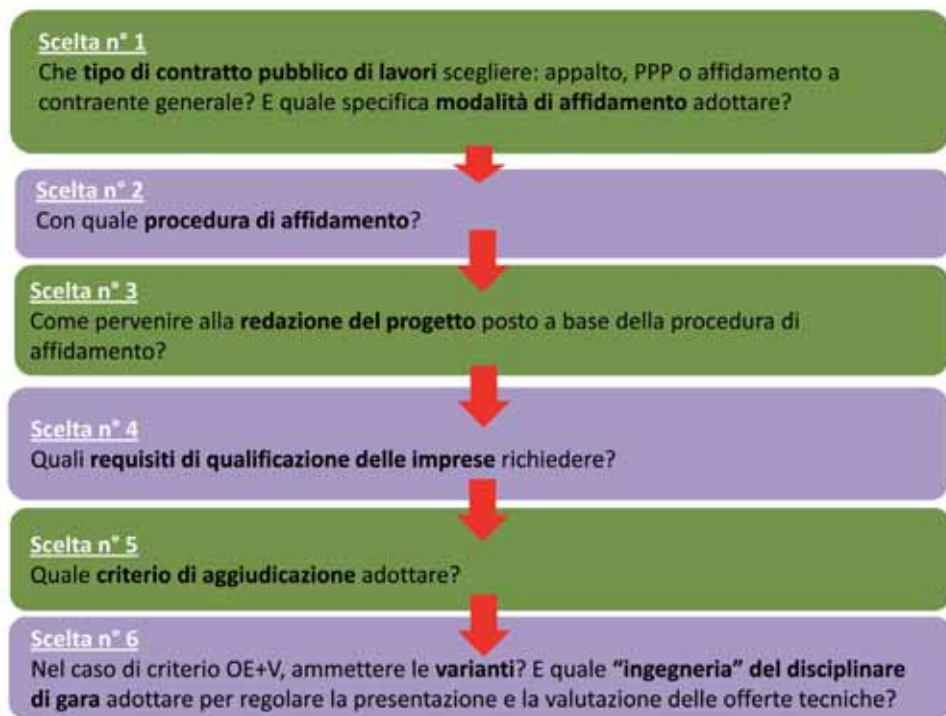 Scelta n° 1
Che tipo di contratto pubblico di lavori scegliere: appalto, PPP o affidamento a
contraente generale? E quale specifica modalità di affidamento adottare?
Scelta n° 2
Con quale procedura di affidamento?
Scelta n° 3
Come pervenire alla redazione del progetto posto a base della procedura di
affidamento?
Scelta n° 4
Quali requisiti di qualificazione delle imprese richiedere?
Scelta n° 5
Quale criterio di aggiudicazione adottare?
Scelta n° 6
Nel caso di criterio OE+V, ammettere le varianti? E quale “ingegneria” del disciplinare
di gara adottare per regolare la presentazione e la valutazione delle offerte tecniche?